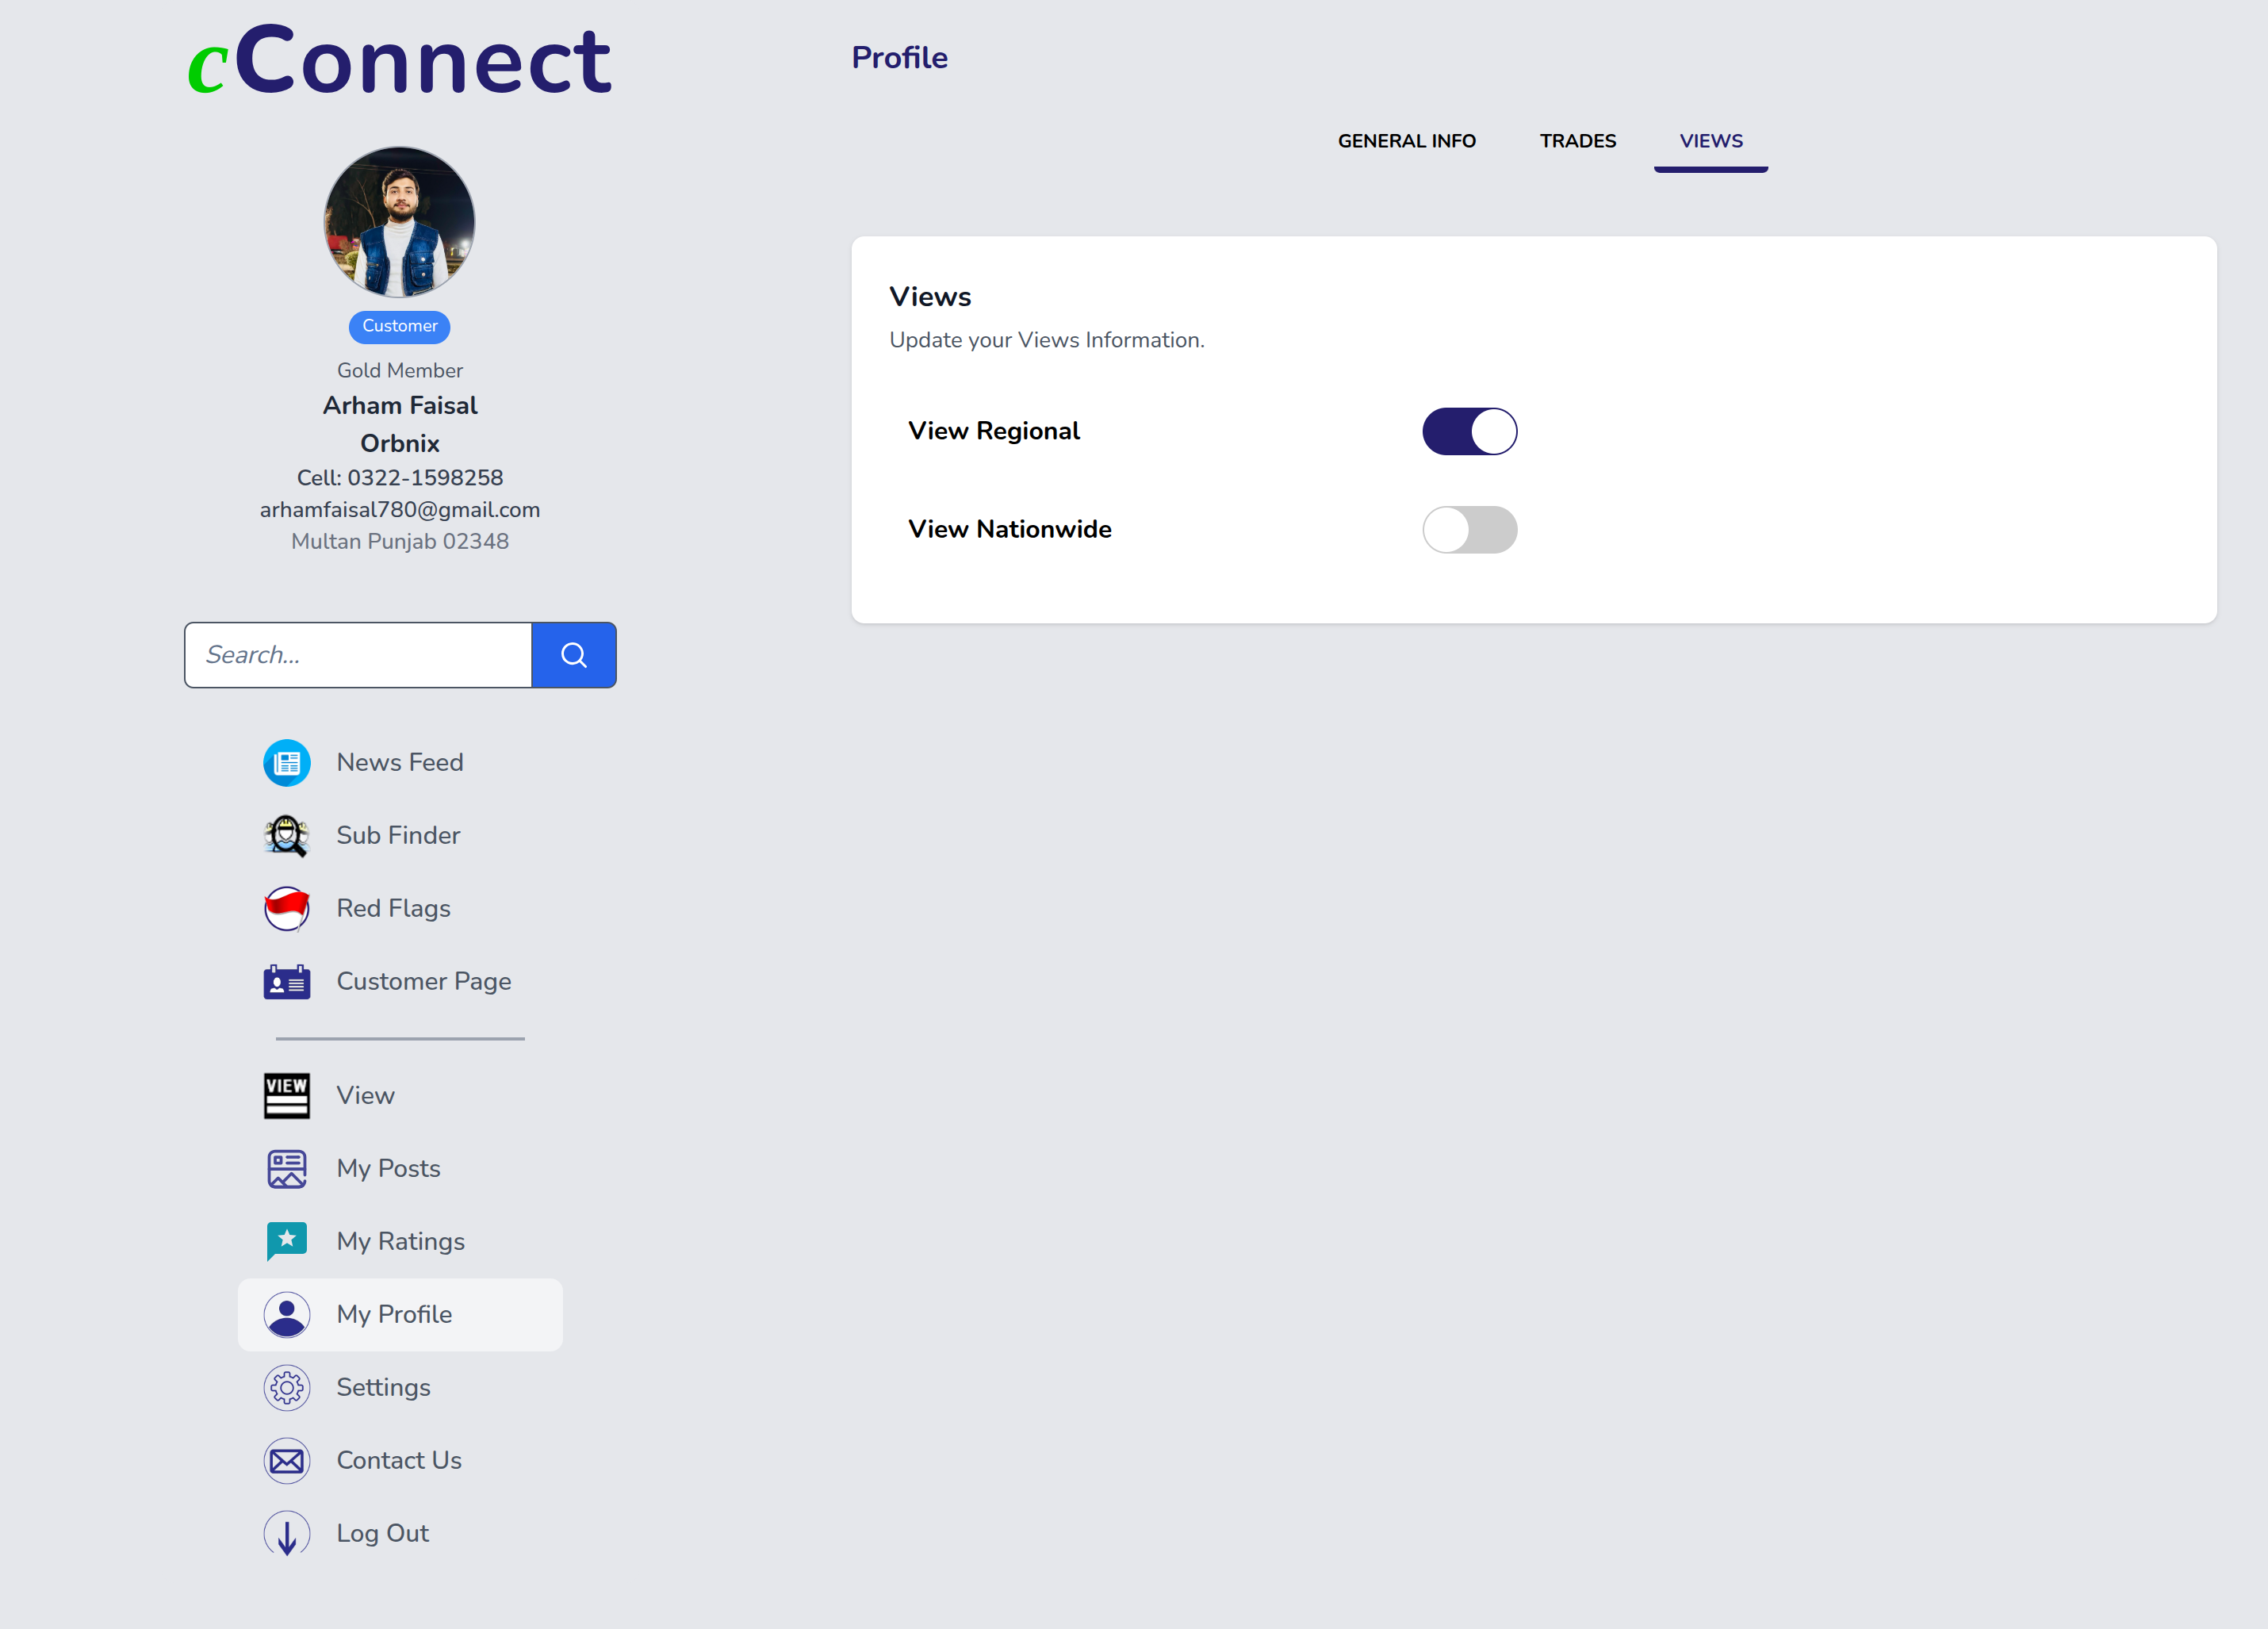 cConnect
Customer
Gold Member
Arham Faisal
Orbnix
Cell: 0322-1598258
arhamfaisal780@gmail.com
Multan Punjab 02348
Search...
News Feed
Sub Finder
Red Flags
Customer Page
VIEW
View
My Posts
My Ratings
My Profile
Settings
Contact Us
Log Out
Profile
GENERAL INFO TRADES VIEWS
Views
Update your Views Information.
View Regional
View Nationwide